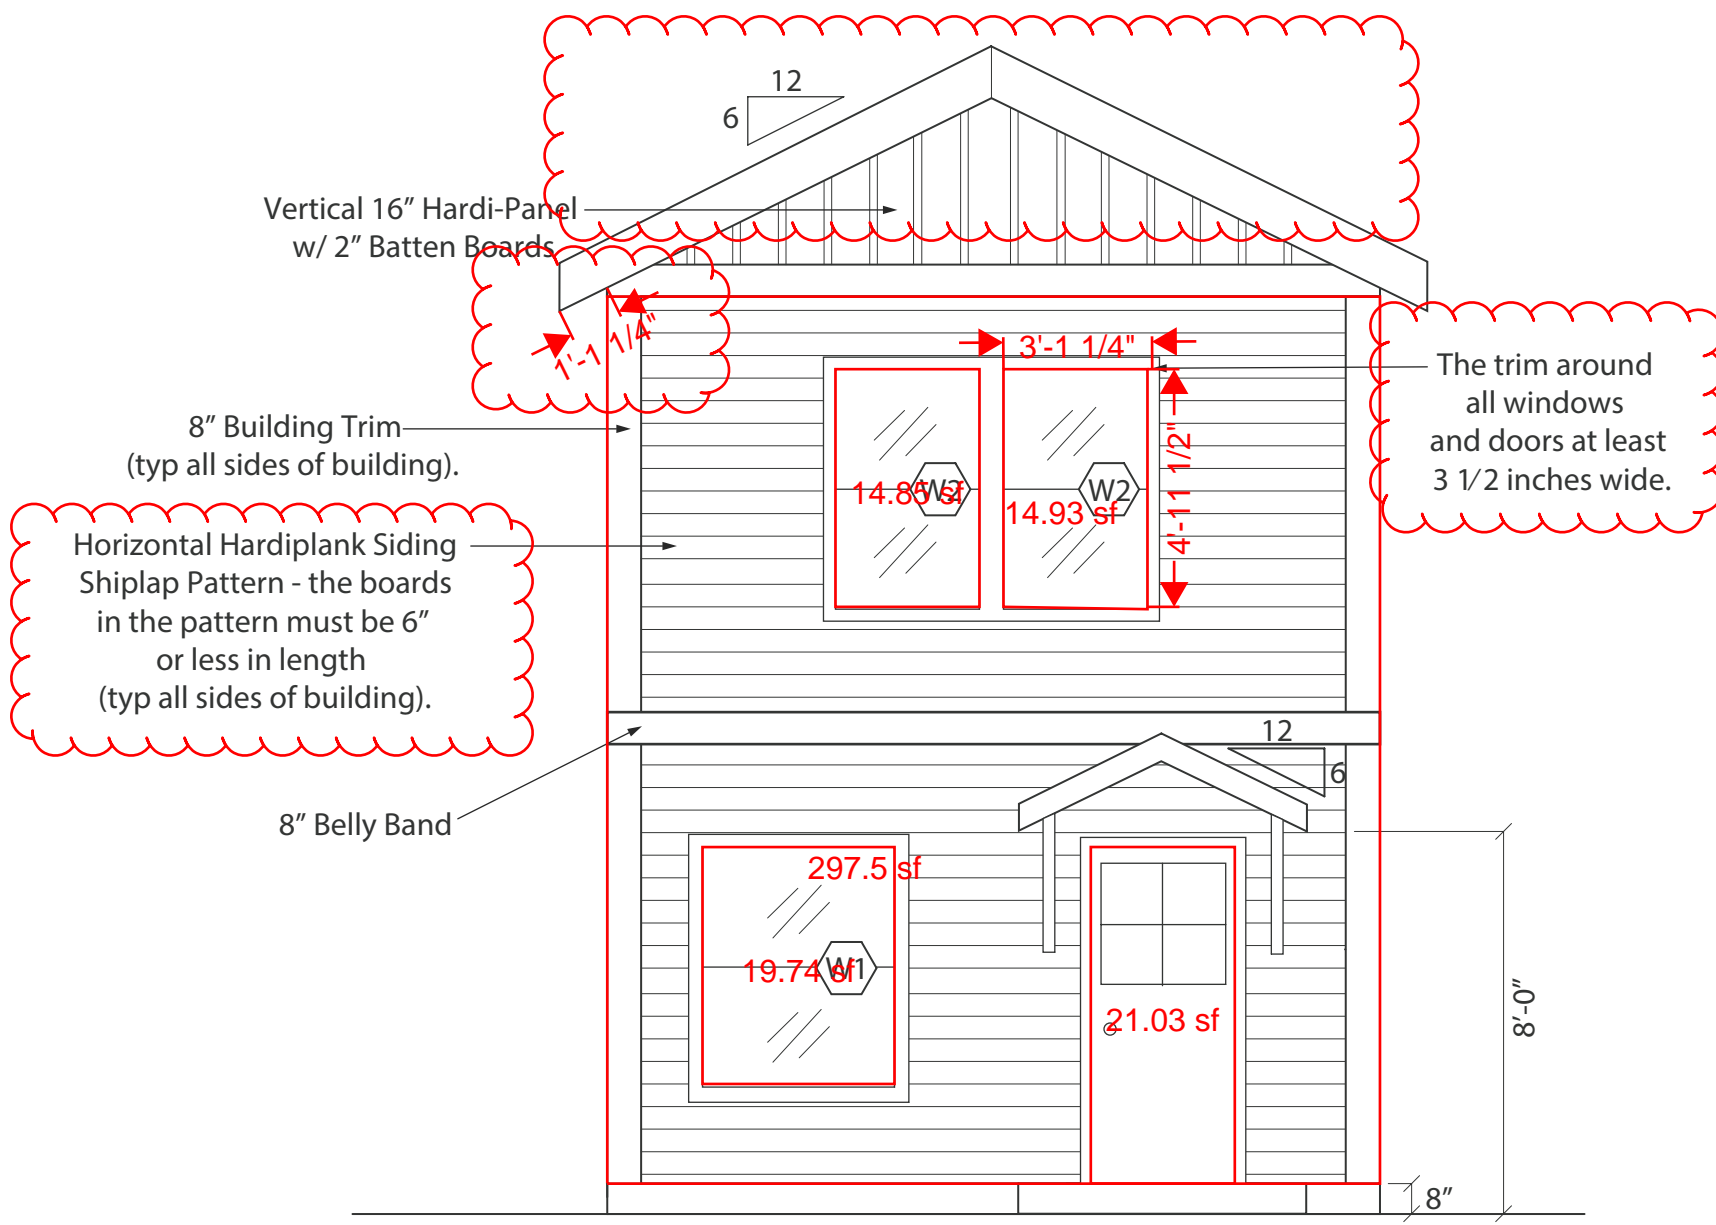 12
6
Vertical 16″ Hardi-Panel
w/ 2″ Batten Boards
1'-1 1/4"
3'-1 1/4"
The trim around
all windows
and doors at least
3 1/2 inches wide.
8″ Building Trim
(typ all sides of building).
4'-11 1/2"
14.85 sf
W2
14.93 sf
W2
Horizontal Hardiplank Siding
Shiplap Pattern - the boards
in the pattern must be 6″
or less in length
(typ all sides of building).
12
6
8″ Belly Band
297.5 sf
19.74 sf
W1
21.03 sf
8′-0″
8″